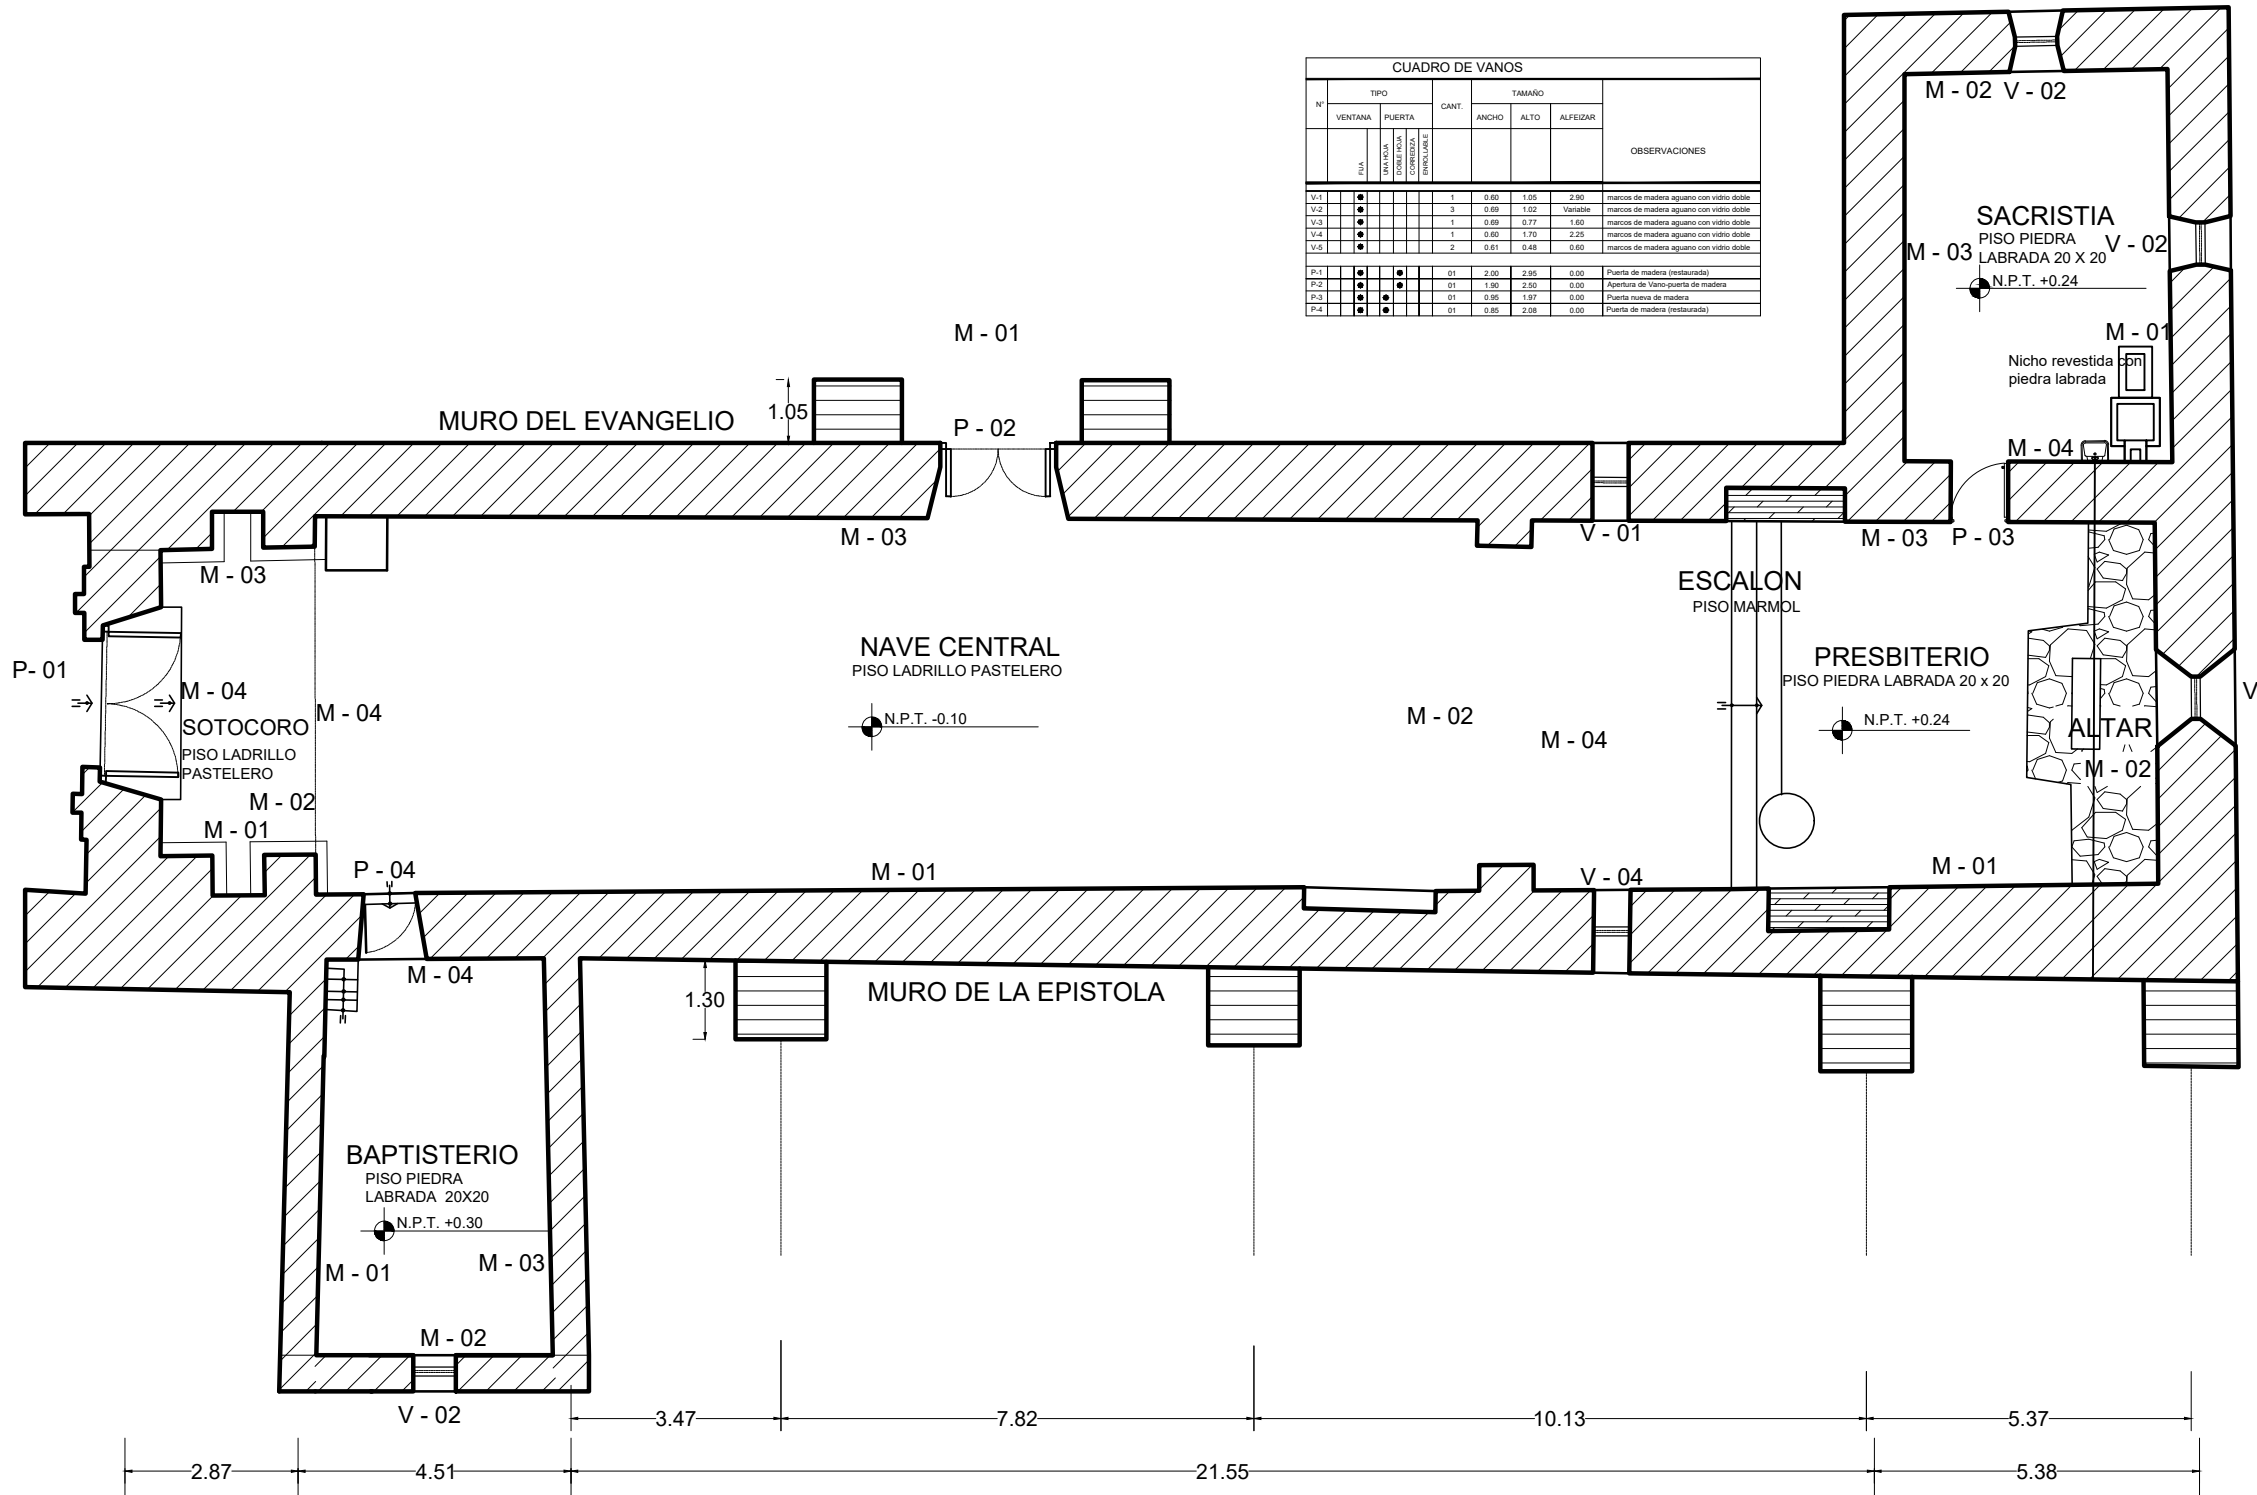 CUADRO DE VANOS
N° TIPO CANT. TAMAÑO OBSERVACIONES
VENTANA PUERTA ANCHO ALTO ALFEIZAR
FIJA UNA HOJA DOBLE HOJA CORREDIZA ENROLLABLE
V-1 1 0.60 1.05 2.90 marcos de madera aguano con vidrio doble
V-2 3 0.69 1.02 Variable marcos de madera aguano con vidrio doble
V-3 1 0.69 0.77 1.60 marcos de madera aguano con vidrio doble
V-4 1 0.60 1.70 2.25 marcos de madera aguano con vidrio doble
V-5 2 0.61 0.48 0.60 marcos de madera aguano con vidrio doble
P-1 01 2.00 2.95 0.00 Puerta de madera (restaurada)
P-2 01 1.90 2.50 0.00 Apertura de Vano-puerta de madera
P-3 01 0.95 1.97 0.00 Puerta nueva de madera
P-4 01 0.85 2.08 0.00 Puerta de madera (restaurada)
M - 02 V - 02
SACRISTIA
PISO PIEDRA
LABRADA 20 X 20
M - 03
V - 02
N.P.T. +0.24
M - 01
Nicho revestida con
piedra labrada
M - 04
M - 01
1.05
MURO DEL EVANGELIO
P - 02
M - 03
V - 01
M - 03
P - 03
M - 03
ESCALON
PISO MARMOL
NAVE CENTRAL
PISO LADRILLO PASTELERO
N.P.T. -0.10
PRESBITERIO
PISO PIEDRA LABRADA 20 x 20
N.P.T. +0.24
P- 01
M - 04
SOTOCORO
PISO LADRILLO
PASTELERO
M - 04
M - 02
M - 04
V
ALTAR
M - 02
M - 02
M - 01
P - 04
M - 01
V - 04
M - 01
M - 04
1.30
MURO DE LA EPISTOLA
BAPTISTERIO
PISO PIEDRA
LABRADA 20X20
N.P.T. +0.30
M - 01
M - 03
M - 02
V - 02
3.47 7.82 10.13 5.37
2.87 4.51 21.55 5.38